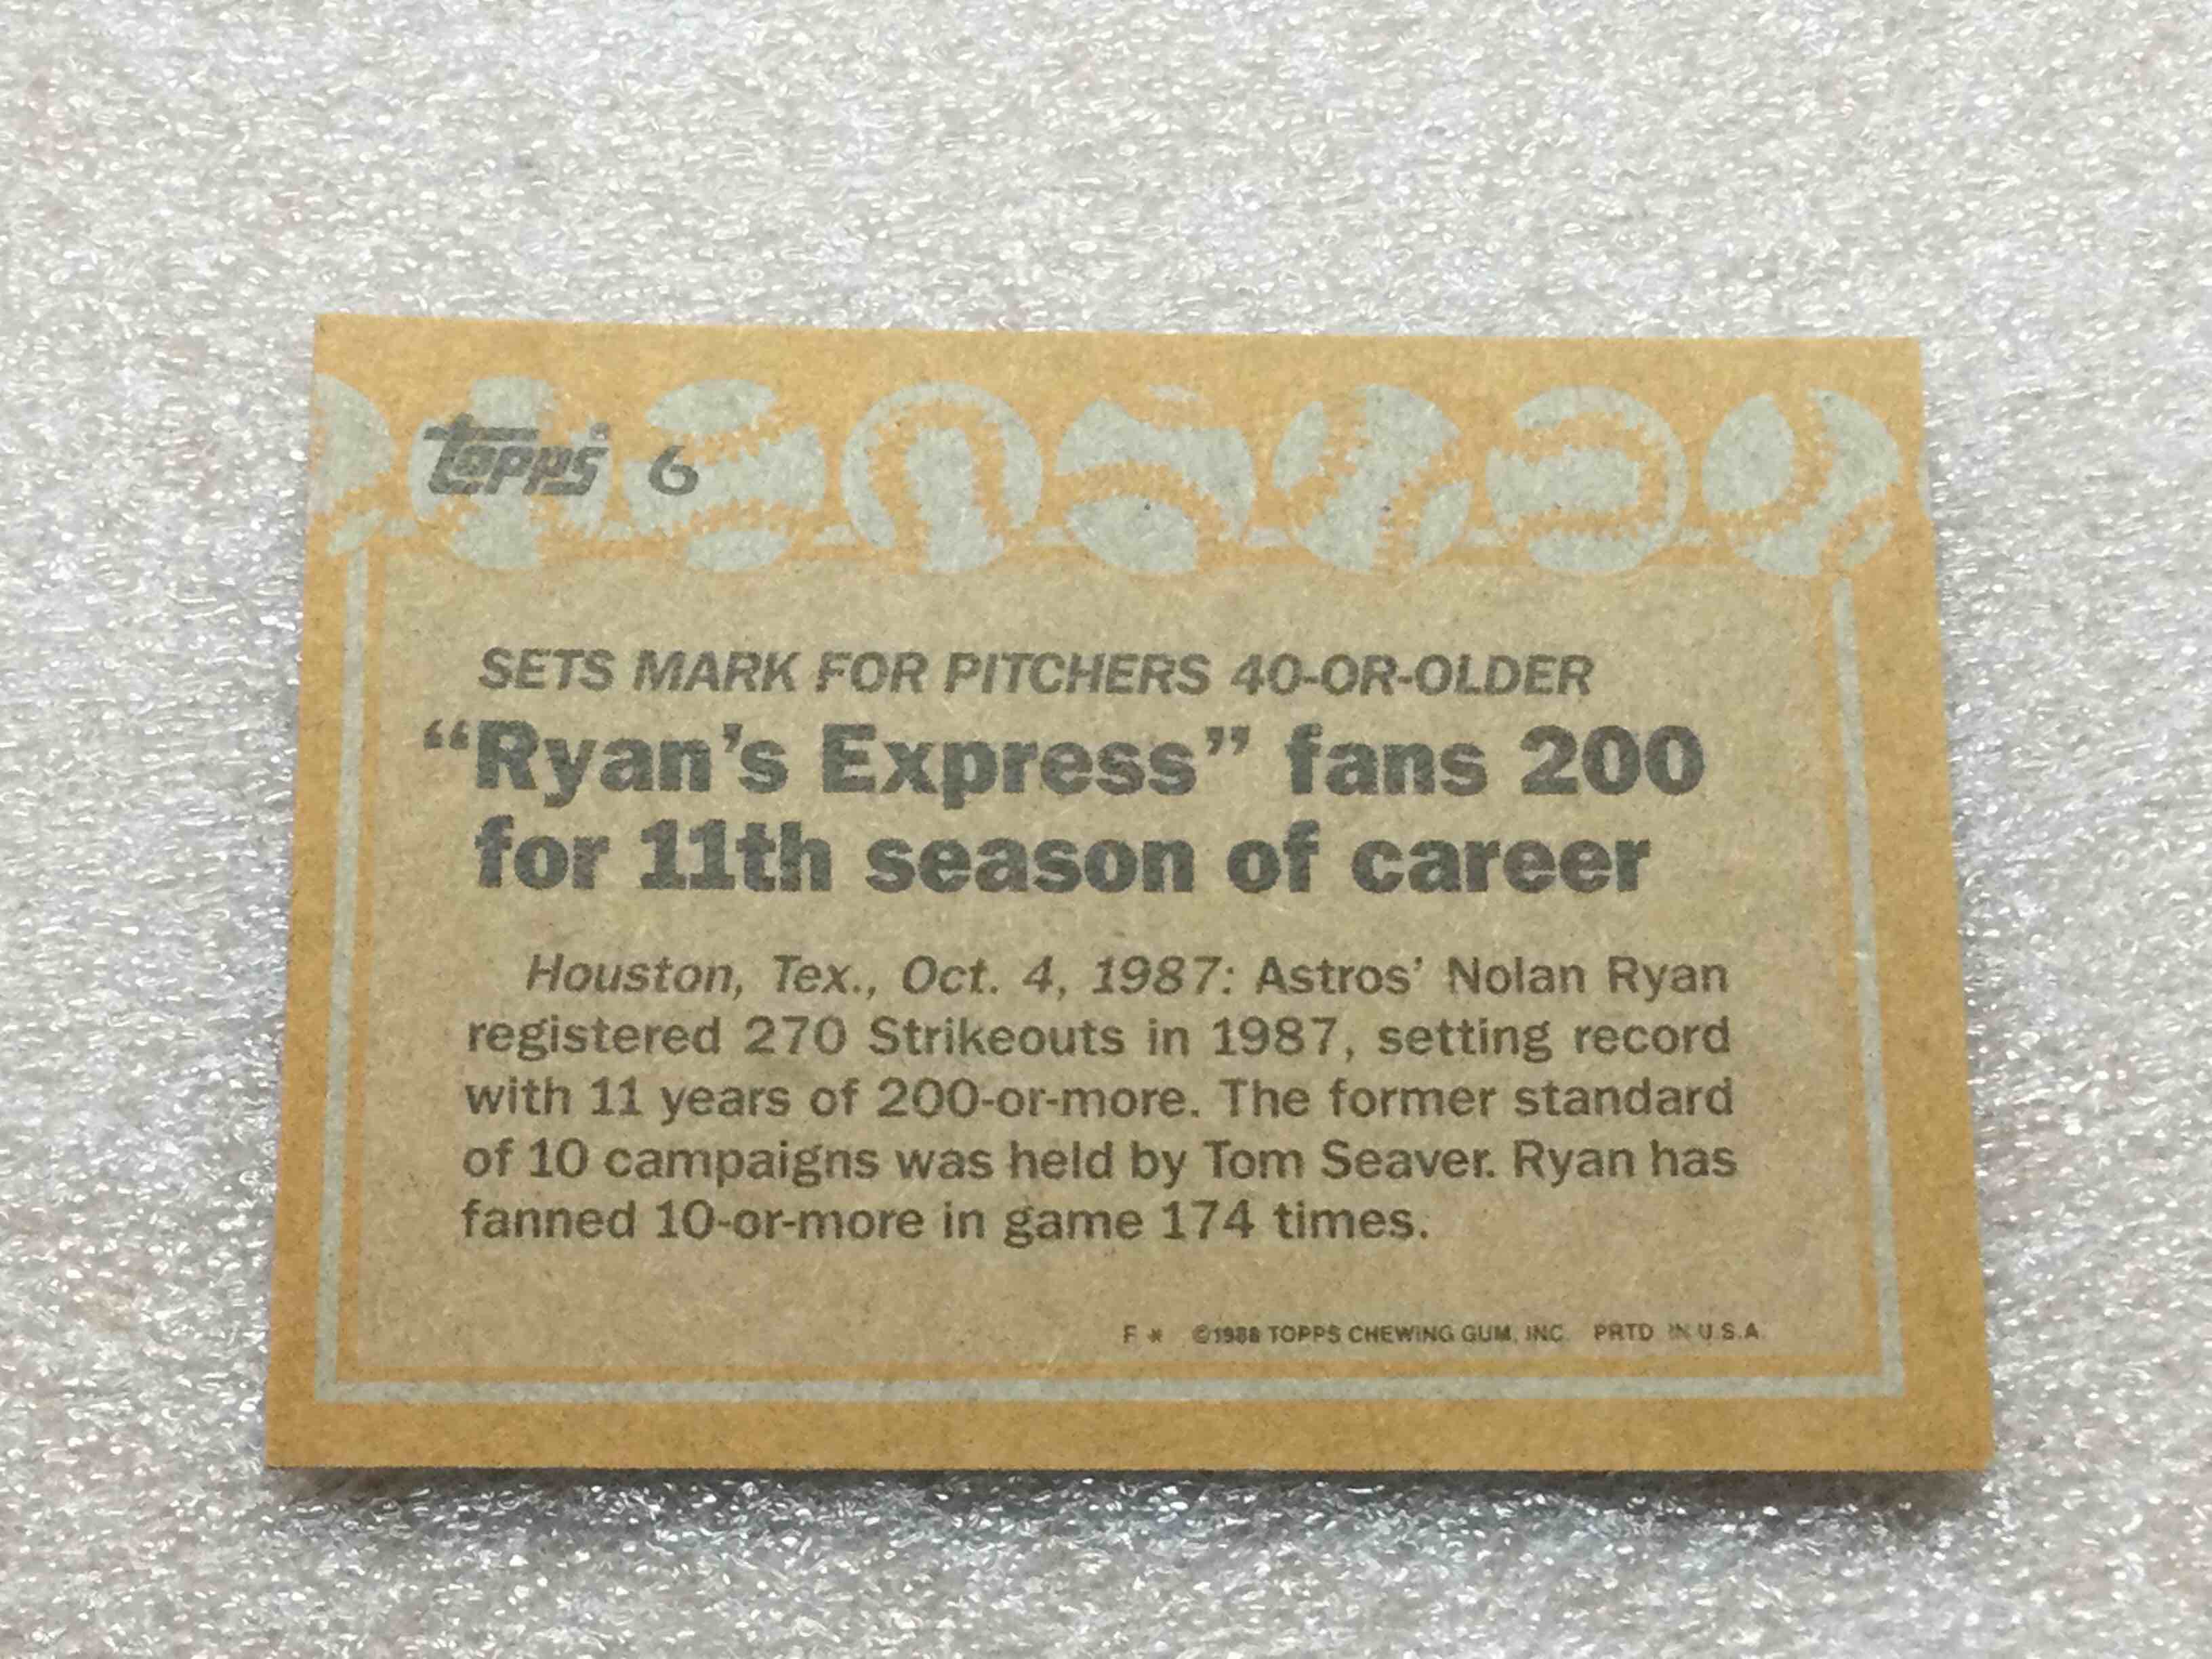 topps 6
SETS MARK FOR PITCHERS 40-OR-OLDER
“Ryan’s Express” fans 200
for 11th season of career
Houston, Tex., Oct. 4, 1987: Astros’ Nolan Ryan
registered 270 Strikeouts in 1987, setting record
with 11 years of 200-or-more. The former standard
of 10 campaigns was held by Tom Seaver. Ryan has
fanned 10-or-more in game 174 times.
F * ©1988 TOPPS CHEWING GUM, INC. PRTD IN U.S.A.